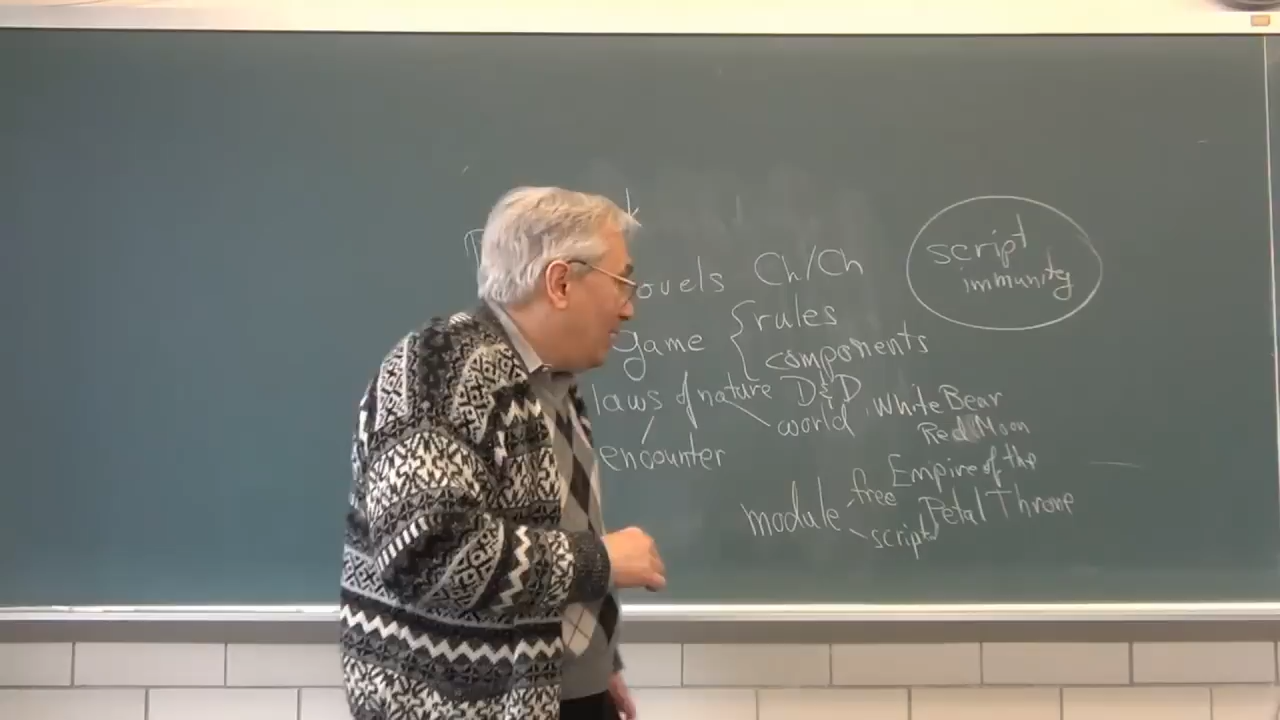 Ch/Ch
script
immunity
game { rules
components
laws of nature D&D
world
White Bear
Red Moon
encounter
Empire of the
Petal Throne
module
free
script